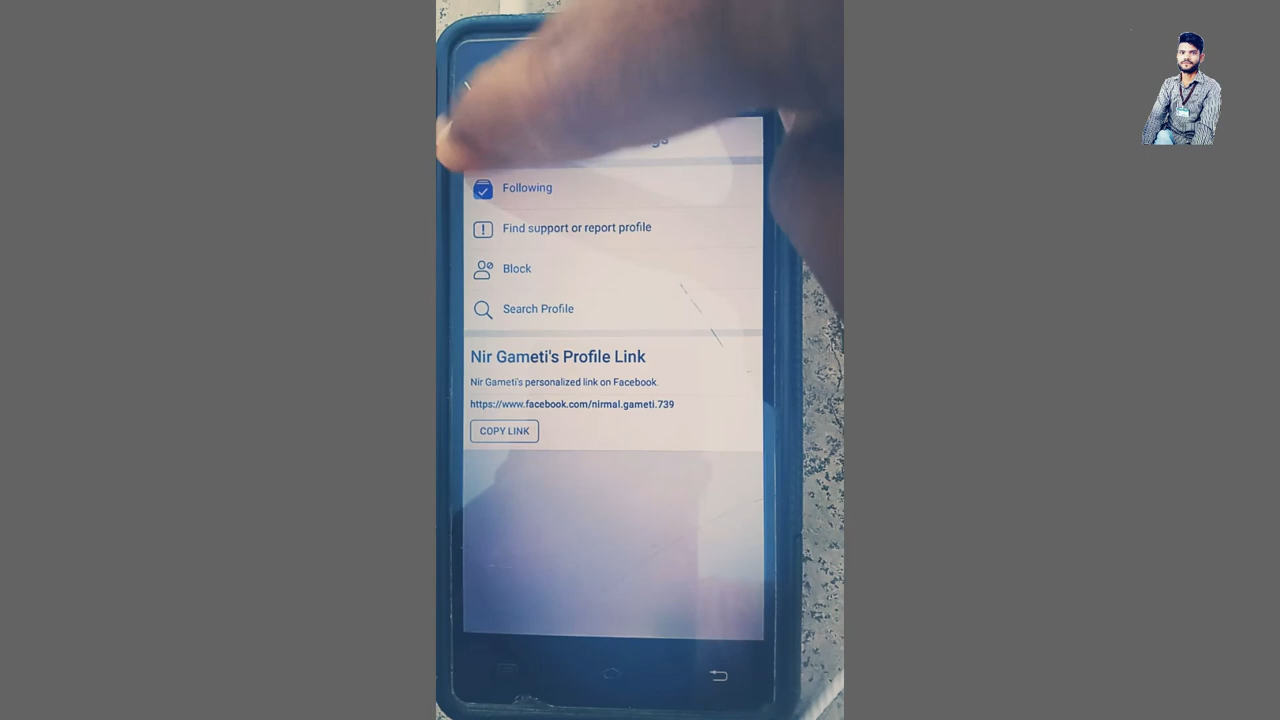 Following
Find support or report profile
Block
Search Profile
Nir Gameti's Profile Link
Nir Gameti's personalized link on Facebook.
https://www.facebook.com/nirmal.gameti.739
COPY LINK